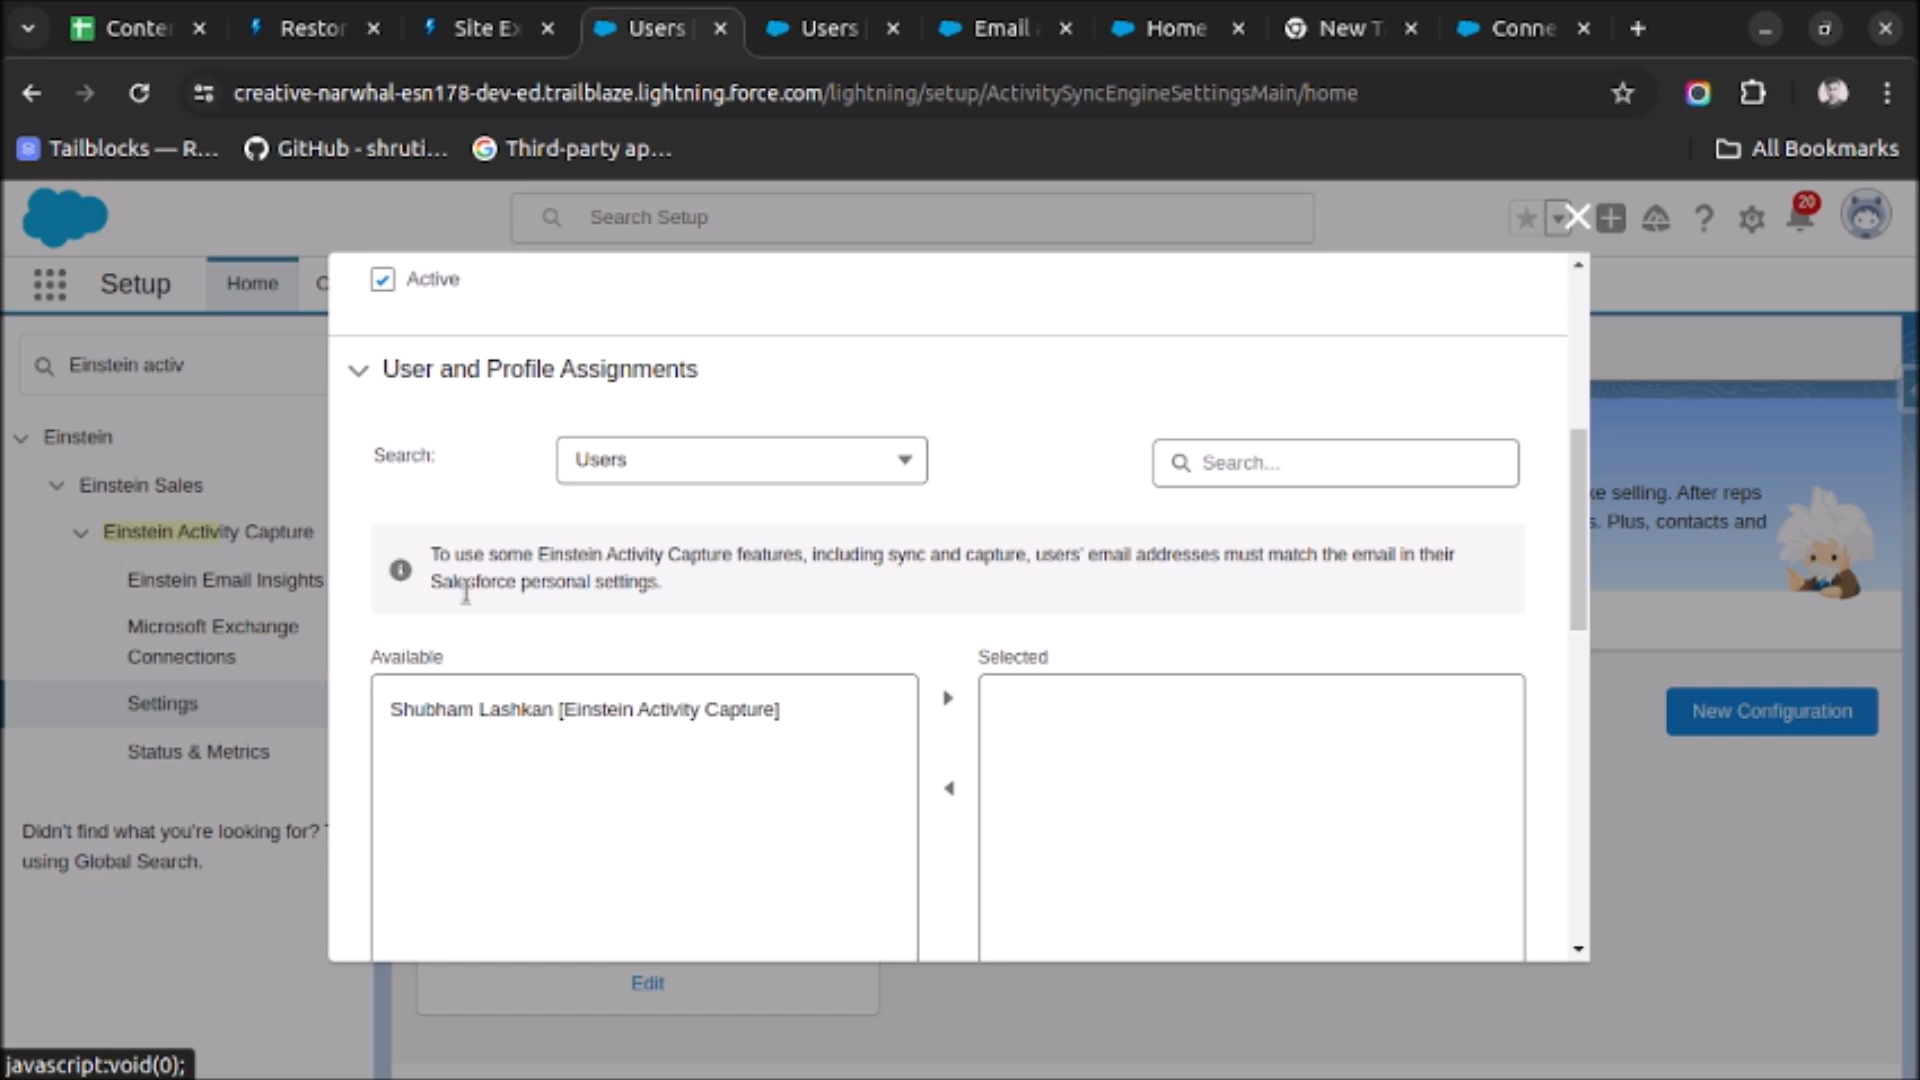 Conter
Restor
Site Ex
Users
Users
Email
Home
New T
Conne
creative-narwhal-esn178-dev-ed.trailblaze.lightning.force.com/lightning/setup/ActivitySyncEngineSettingsMain/home
Tailblocks — R...
GitHub - shruti...
Third-party ap...
All Bookmarks
Search Setup
20
Setup
Home
Active
Einstein activ
User and Profile Assignments
Search:
Users
Search...
Einstein
Einstein Sales
Einstein Activity Capture
Einstein Email Insights
Microsoft Exchange
Connections
Settings
Status & Metrics
Didn't find what you're looking for?
using Global Search.
To use some Einstein Activity Capture features, including sync and capture, users' email addresses must match the email in their
Salesforce personal settings.
Available
Selected
Shubham Lashkan [Einstein Activity Capture]
ke selling. After reps
s. Plus, contacts and
New Configuration
Edit
javascript:void(0);